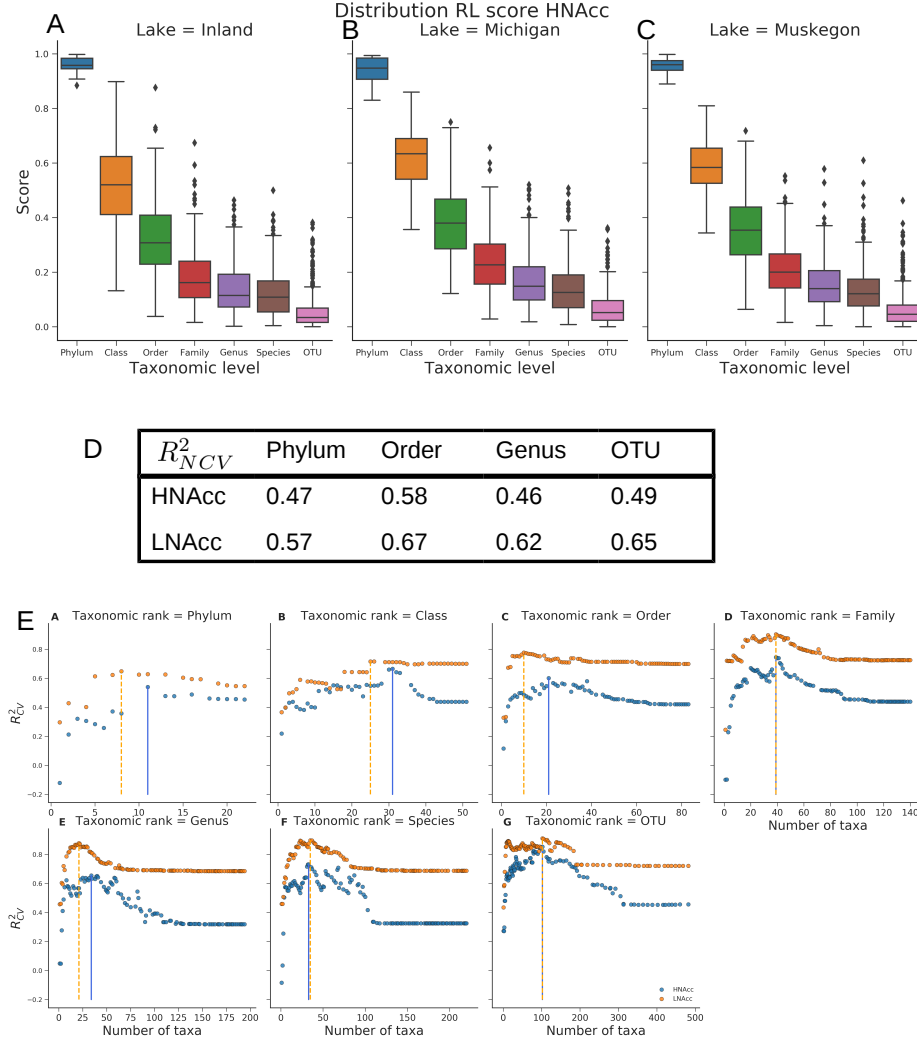 Distribution RL score HNAcc
A Lake = Inland
B Lake = Michigan
C Lake = Muskegon
Score
1.0
0.8
0.6
0.4
0.2
0.0
Phylum Class Order Family Genus Species OTU
Taxonomic level
Phylum Class Order Family Genus Species OTU
Taxonomic level
Phylum Class Order Family Genus Species OTU
Taxonomic level
D
R²NCV Phylum Order Genus OTU
HNAcc 0.47 0.58 0.46 0.49
LNAcc 0.57 0.67 0.62 0.65
E
A Taxonomic rank = Phylum
B Taxonomic rank = Class
C Taxonomic rank = Order
D Taxonomic rank = Family
R²CV
0.8
0.6
0.4
0.2
0.0
−0.2
0 5 10 15 20
0 10 20 30 40 50
0 20 40 60 80
0 20 40 60 80 100 120 140
Number of taxa
E Taxonomic rank = Genus
F Taxonomic rank = Species
G Taxonomic rank = OTU
R²CV
0.8
0.6
0.4
0.2
0.0
−0.2
0 25 50 75 100 125 150 175 200
Number of taxa
0 50 100 150 200
Number of taxa
0 100 200 300 400 500
Number of taxa
HNAcc
LNAcc